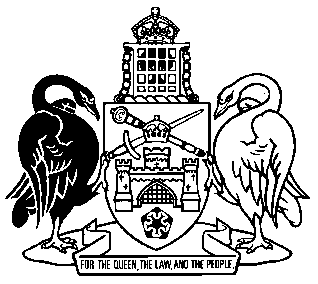 FOR THE QUEEN, THE LAW, AND THE PEOPLE